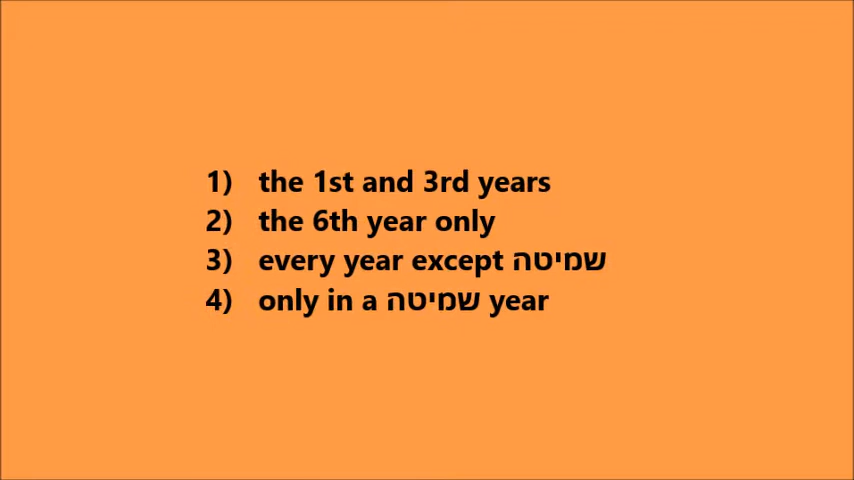 1) the 1st and 3rd years
2) the 6th year only
3) every year except שמיטה
4) only in a שמיטה year